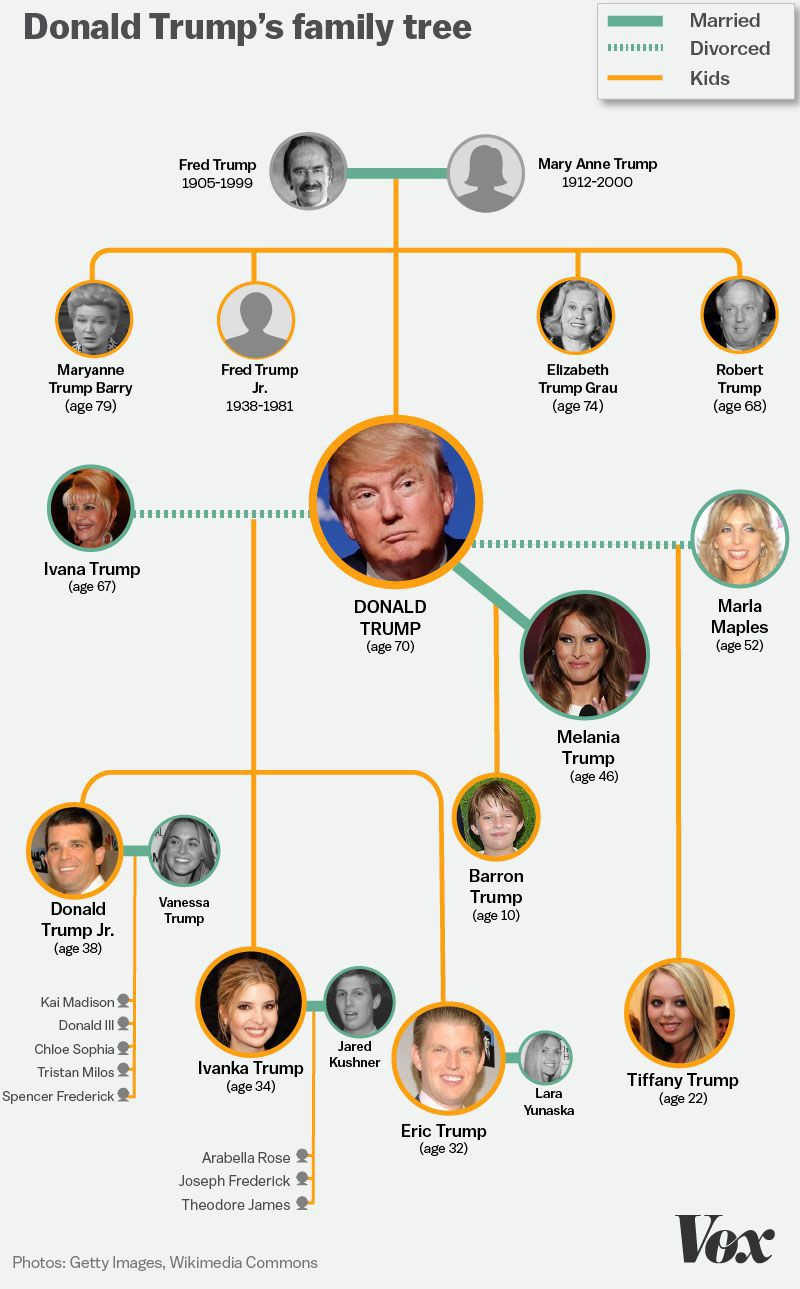 Donald Trump's family tree
Married
Divorced
Kids
Fred Trump
1905-1999
Mary Anne Trump
1912-2000
Maryanne
Trump Barry
(age 79)
Fred Trump
Jr.
1938-1981
Elizabeth
Trump Grau
(age 74)
Robert
Trump
(age 68)
Ivana Trump
(age 67)
DONALD
TRUMP
(age 70)
Marla
Maples
(age 52)
Melania
Trump
(age 46)
Donald
Trump Jr.
(age 38)
Vanessa
Trump
Barron
Trump
(age 10)
Kai Madison
Donald III
Chloe Sophia
Tristan Milos
Spencer Frederick
Ivanka Trump
(age 34)
Jared
Kushner
Eric Trump
(age 32)
Lara
Yunaska
Tiffany Trump
(age 22)
Arabella Rose
Joseph Frederick
Theodore James
Vox
Photos: Getty Images, Wikimedia Commons